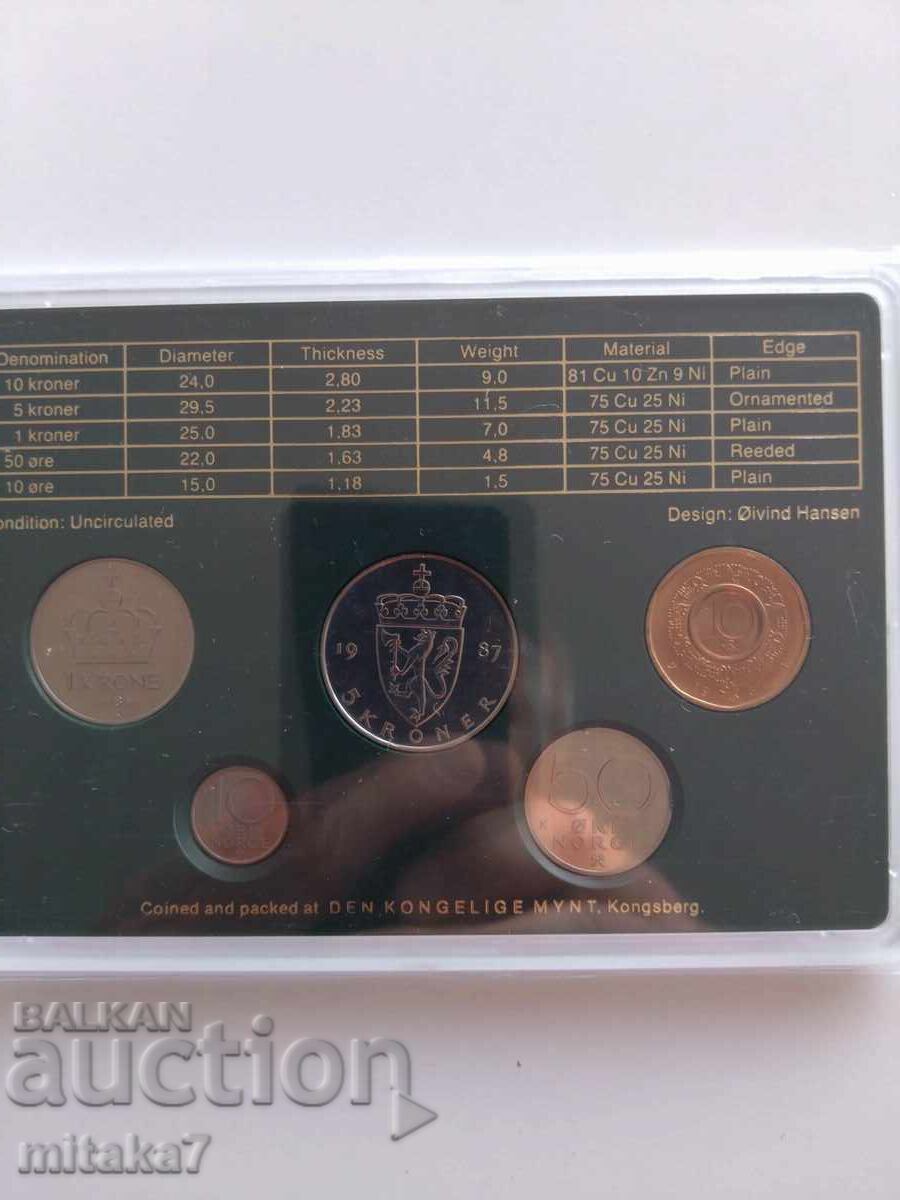 Denomination Diameter Thickness Weight Material Edge
10 kroner 24,0 2,80 9,0 81 Cu 10 Zn 9 Ni Plain
5 kroner 29,5 2,23 11,5 75 Cu 25 Ni Ornamented
1 kroner 25,0 1,83 7,0 75 Cu 25 Ni Plain
50 øre 22,0 1,63 4,8 75 Cu 25 Ni Reeded
10 øre 15,0 1,18 1,5 75 Cu 25 Ni Plain
ondition: Uncirculated
Design: Øivind Hansen
1 KRONE
1987
5 KRONER
10
10
ØRE
NORGE
50
K
ØRE
NORGE
Coined and packed at DEN KONGELIGE MYNT, Kongsberg.
BALKAN
auction
mitaka7